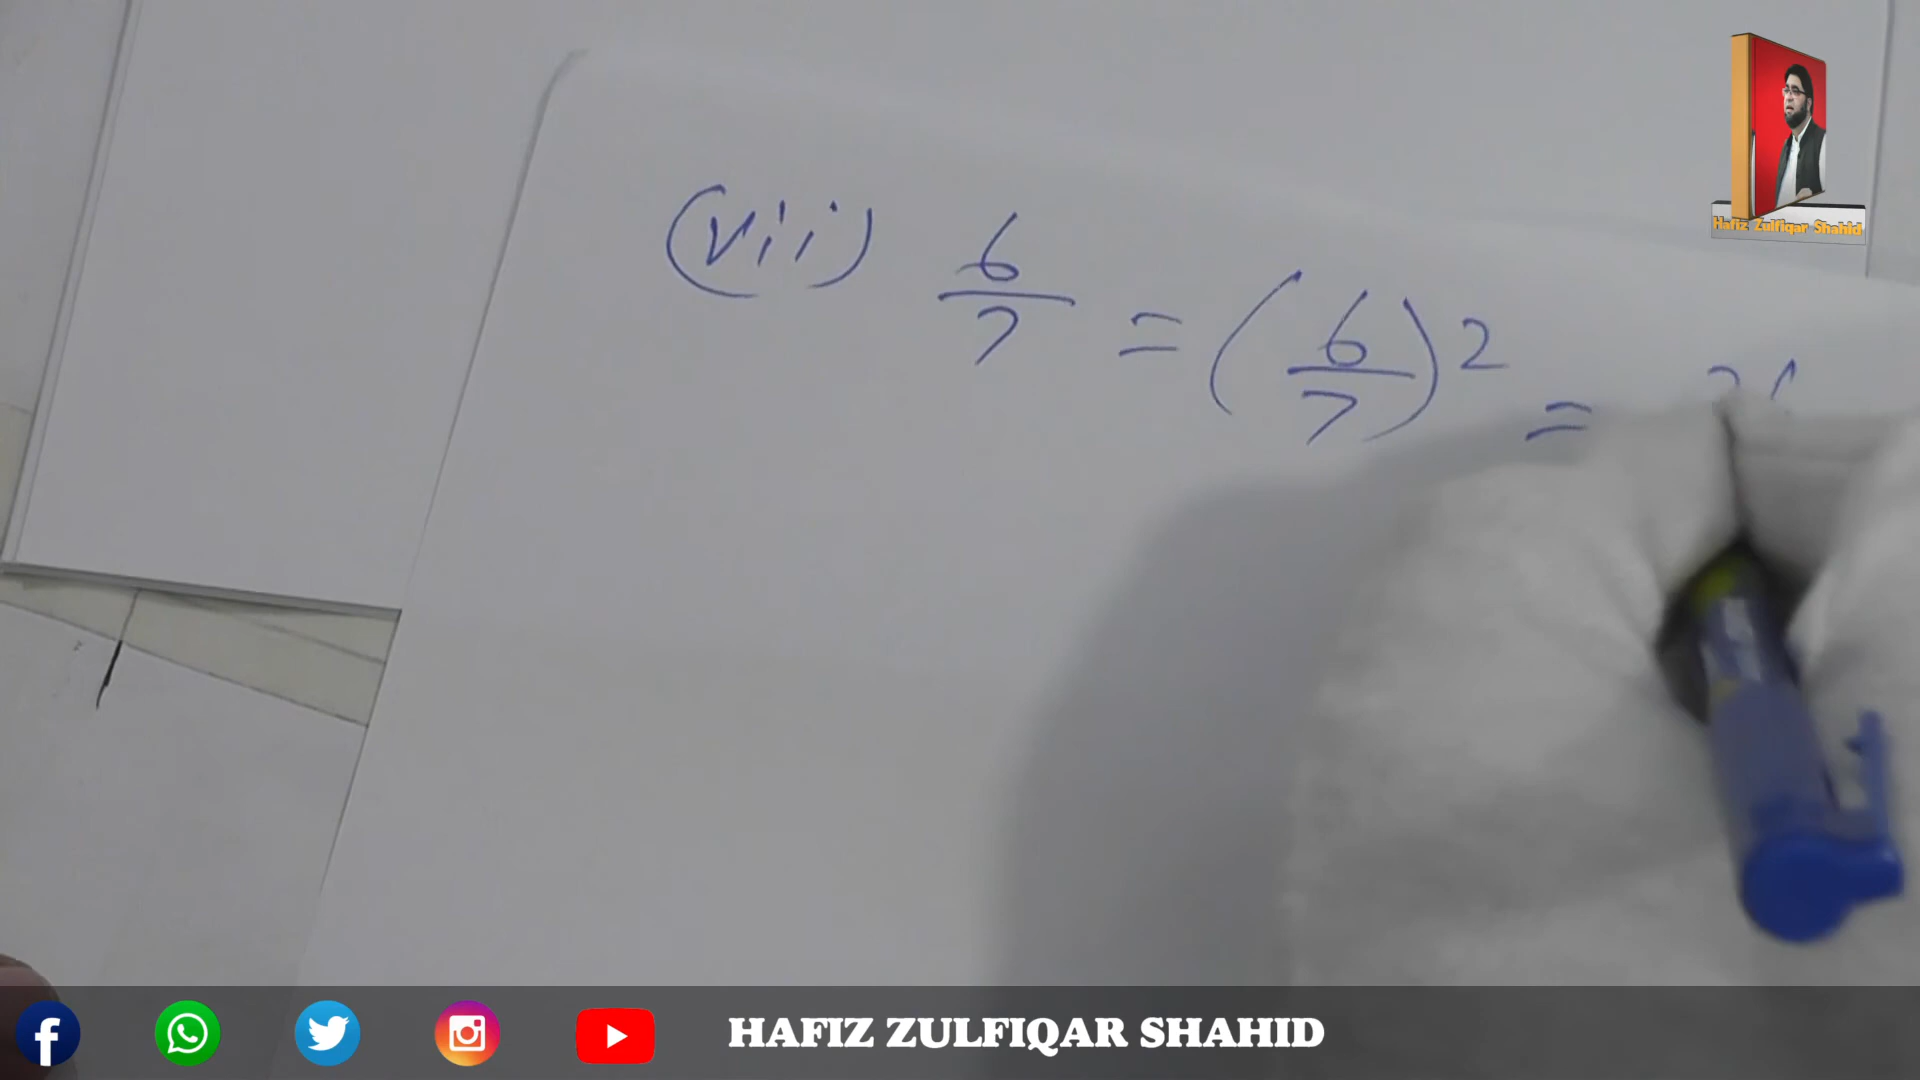 (vii) 6/7 = (6/7)² =
Hafiz Zulfiqar Shahid
HAFIZ ZULFIQAR SHAHID